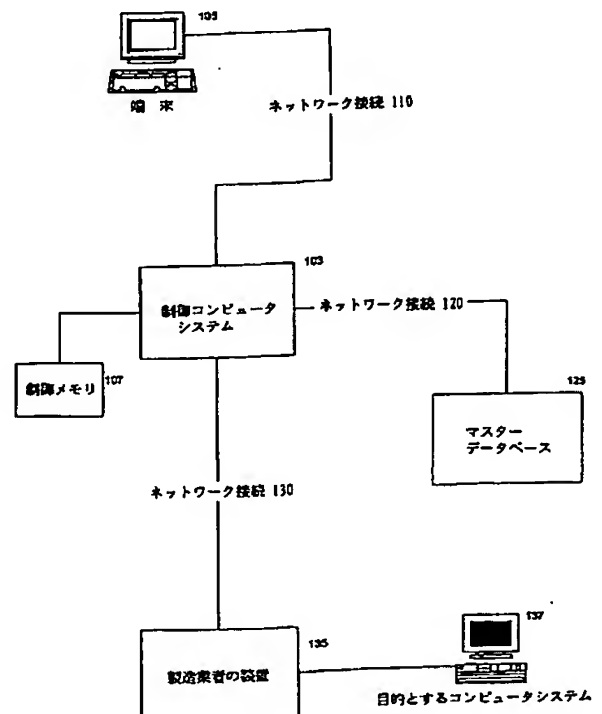 105
端 末
ネットワーク接続 110
103
制御コンピュータ
システム
ネットワーク接続 120
107
制御メモリ
125
マスター
データベース
ネットワーク接続 130
135
製造業者の装置
137
目的とするコンピュータシステム